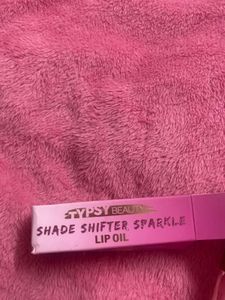 TYPSY BEAUTY
SHADE SHIFTER SPARKLE
LIP OIL